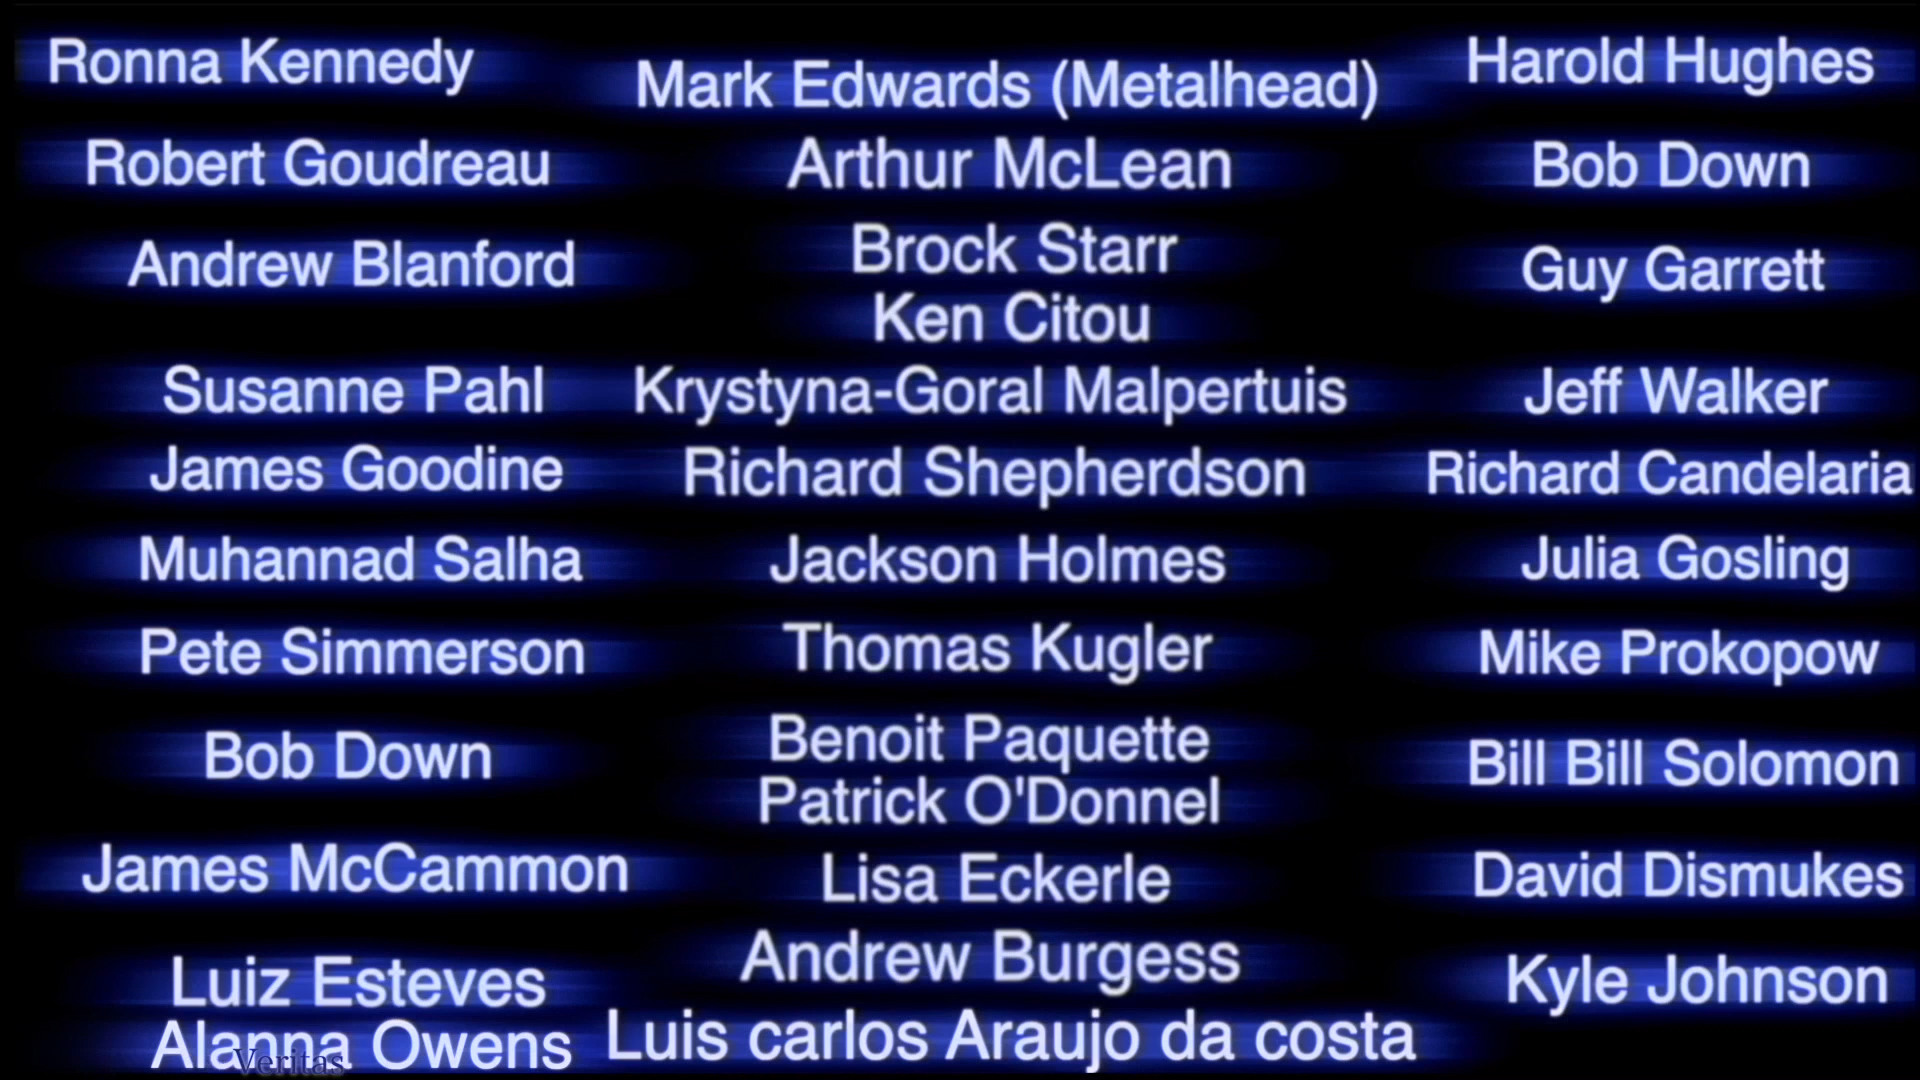 Ronna Kennedy
Robert Goudreau
Andrew Blanford
Susanne Pahl
James Goodine
Muhannad Salha
Pete Simmerson
Bob Down
James McCammon
Luiz Esteves
Alanna Owens
Veritas
Mark Edwards (Metalhead)
Arthur McLean
Brock Starr
Ken Citou
Krystyna-Goral Malpertuis
Richard Shepherdson
Jackson Holmes
Thomas Kugler
Benoit Paquette
Patrick O'Donnel
Lisa Eckerle
Andrew Burgess
Luis carlos Araujo da costa
Harold Hughes
Bob Down
Guy Garrett
Jeff Walker
Richard Candelaria
Julia Gosling
Mike Prokopow
Bill Bill Solomon
David Dismukes
Kyle Johnson